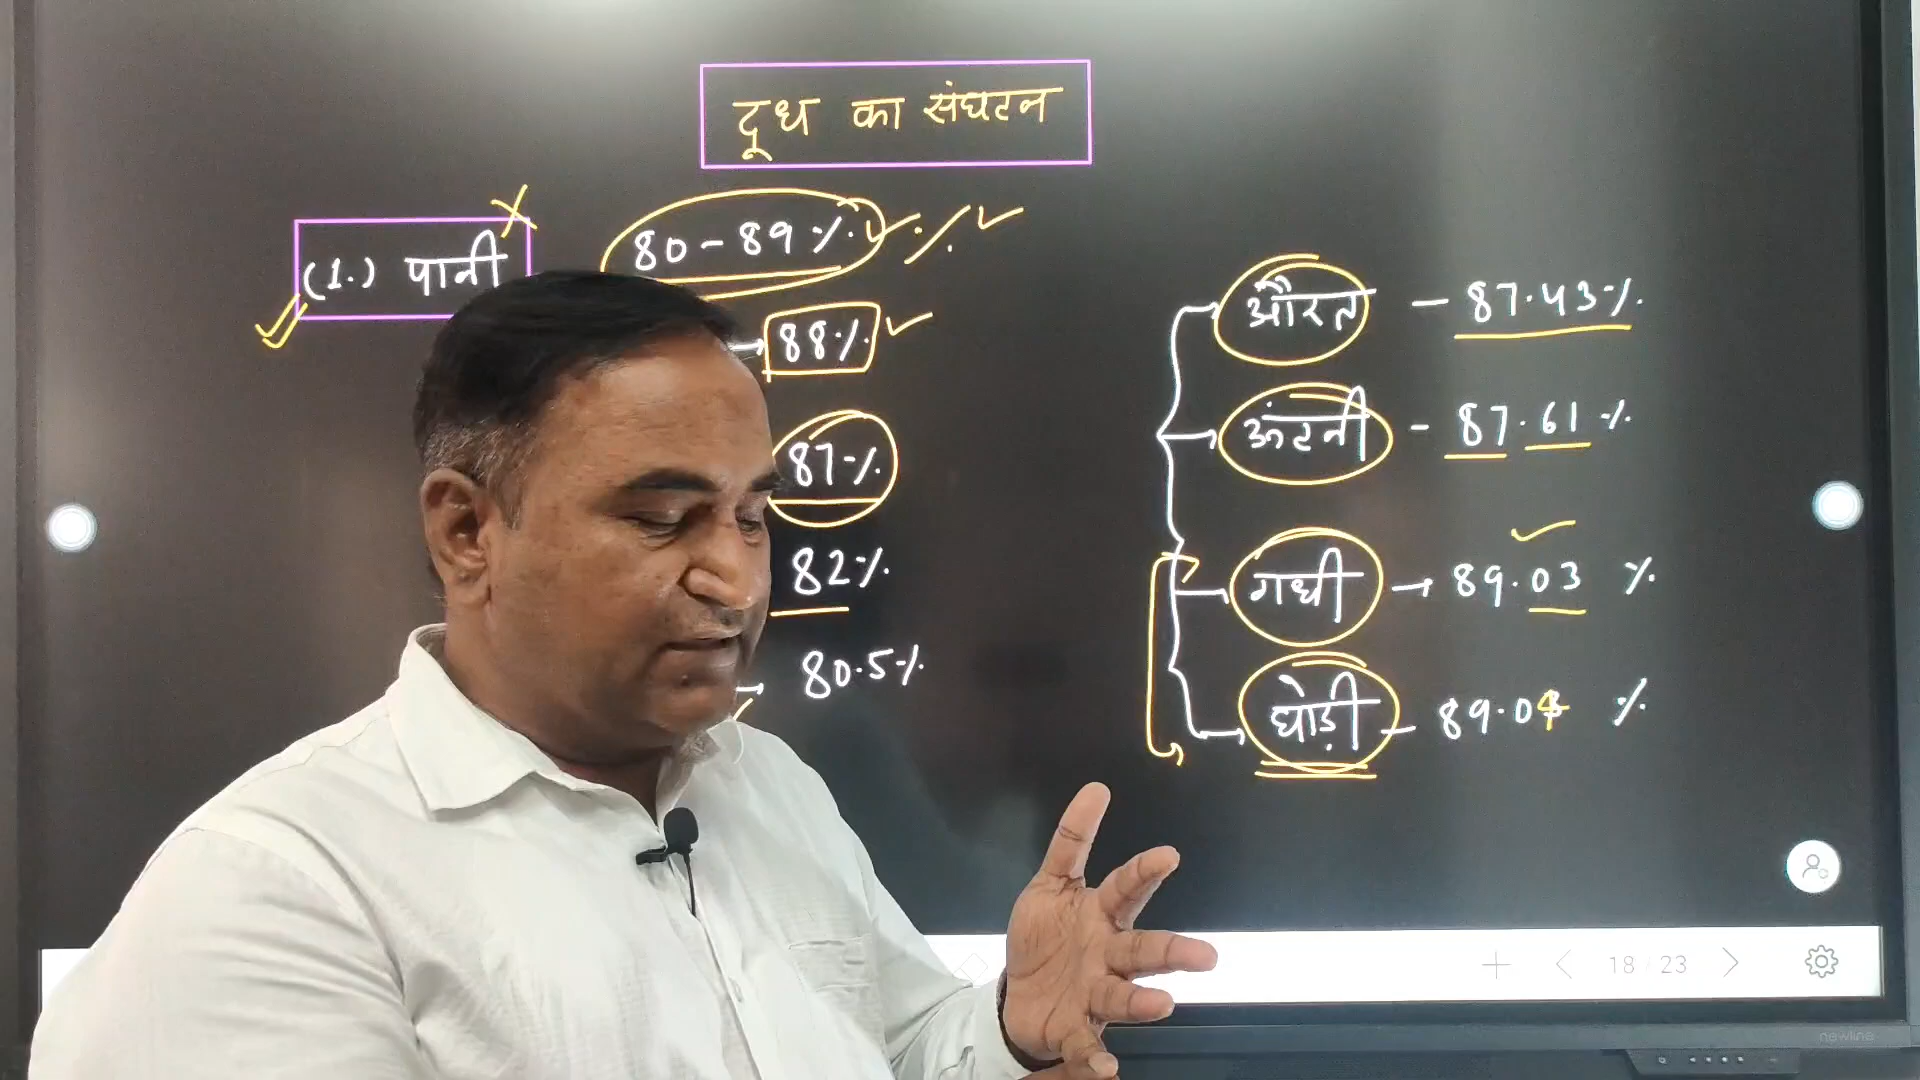 दूध का संघटन
(1.) पानी
80-89% %
88%
87%
82%
80.5%
औरत - 87.43%
ऊंटनी - 87.61%
गधी → 89.03 %
घोड़ी - 89.04 %
18 / 23
newline